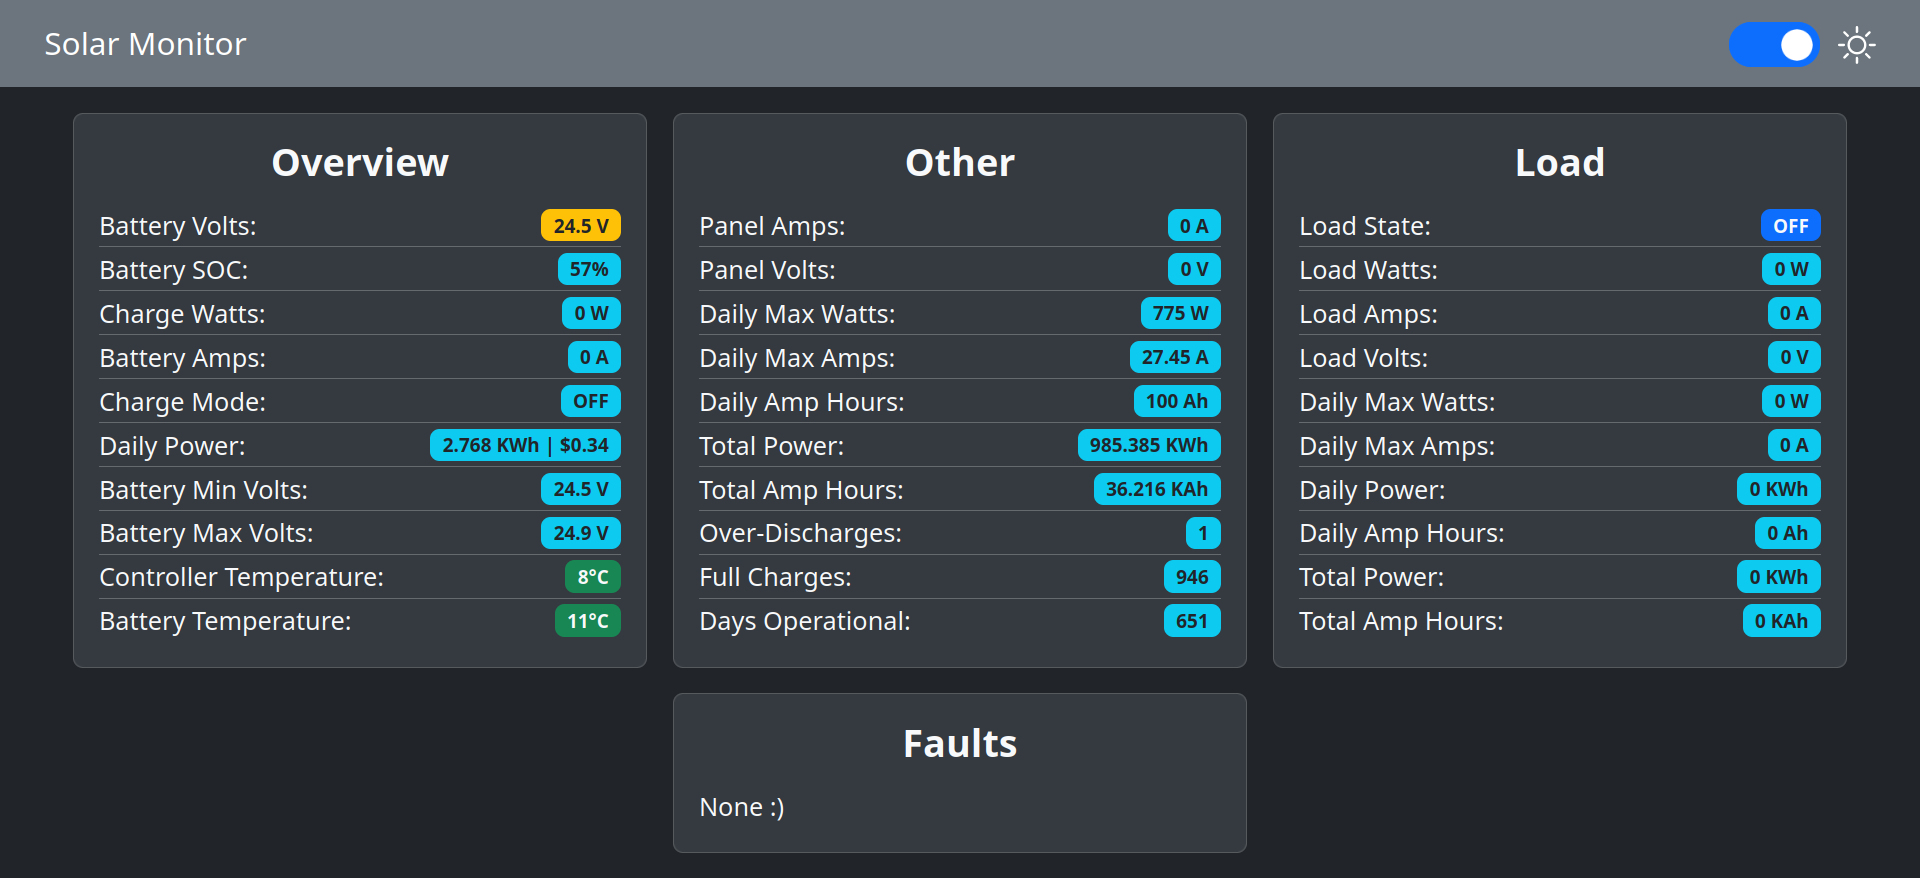 Solar Monitor
Overview
Battery Volts: 24.5 V
Battery SOC: 57%
Charge Watts: 0 W
Battery Amps: 0 A
Charge Mode: OFF
Daily Power: 2.768 KWh | $0.34
Battery Min Volts: 24.5 V
Battery Max Volts: 24.9 V
Controller Temperature: 8°C
Battery Temperature: 11°C
Other
Panel Amps: 0 A
Panel Volts: 0 V
Daily Max Watts: 775 W
Daily Max Amps: 27.45 A
Daily Amp Hours: 100 Ah
Total Power: 985.385 KWh
Total Amp Hours: 36.216 KAh
Over-Discharges: 1
Full Charges: 946
Days Operational: 651
Load
Load State: OFF
Load Watts: 0 W
Load Amps: 0 A
Load Volts: 0 V
Daily Max Watts: 0 W
Daily Max Amps: 0 A
Daily Power: 0 KWh
Daily Amp Hours: 0 Ah
Total Power: 0 KWh
Total Amp Hours: 0 KAh
Faults
None :)